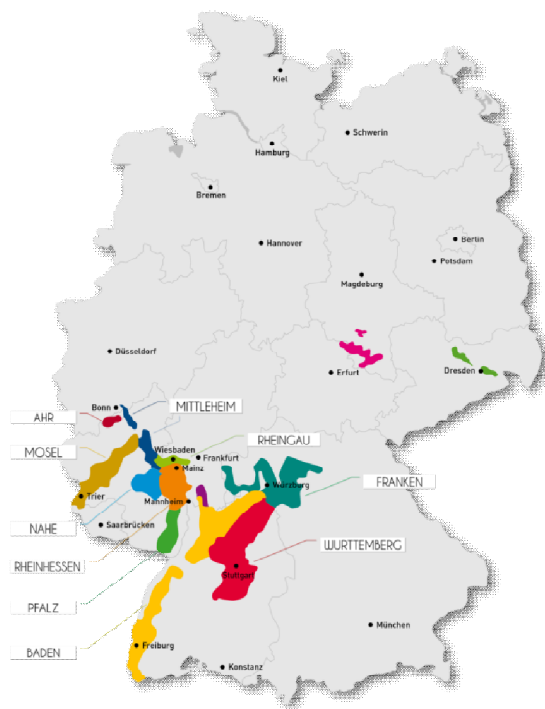 Kiel
Schwerin
Hamburg
Bremen
Hannover
Berlin
Potsdam
Magdeburg
Düsseldorf
Erfurt
Dresden
Bonn
MITTLEHEIM
AHR
RHEINGAU
MOSEL
Wiesbaden
Frankfurt
Mainz
FRANKEN
Würzburg
Trier
Mannheim
NAHE
Saarbrücken
WURTTEMBERG
RHEINHESSEN
Stuttgart
PFALZ
München
BADEN
Freiburg
Konstanz